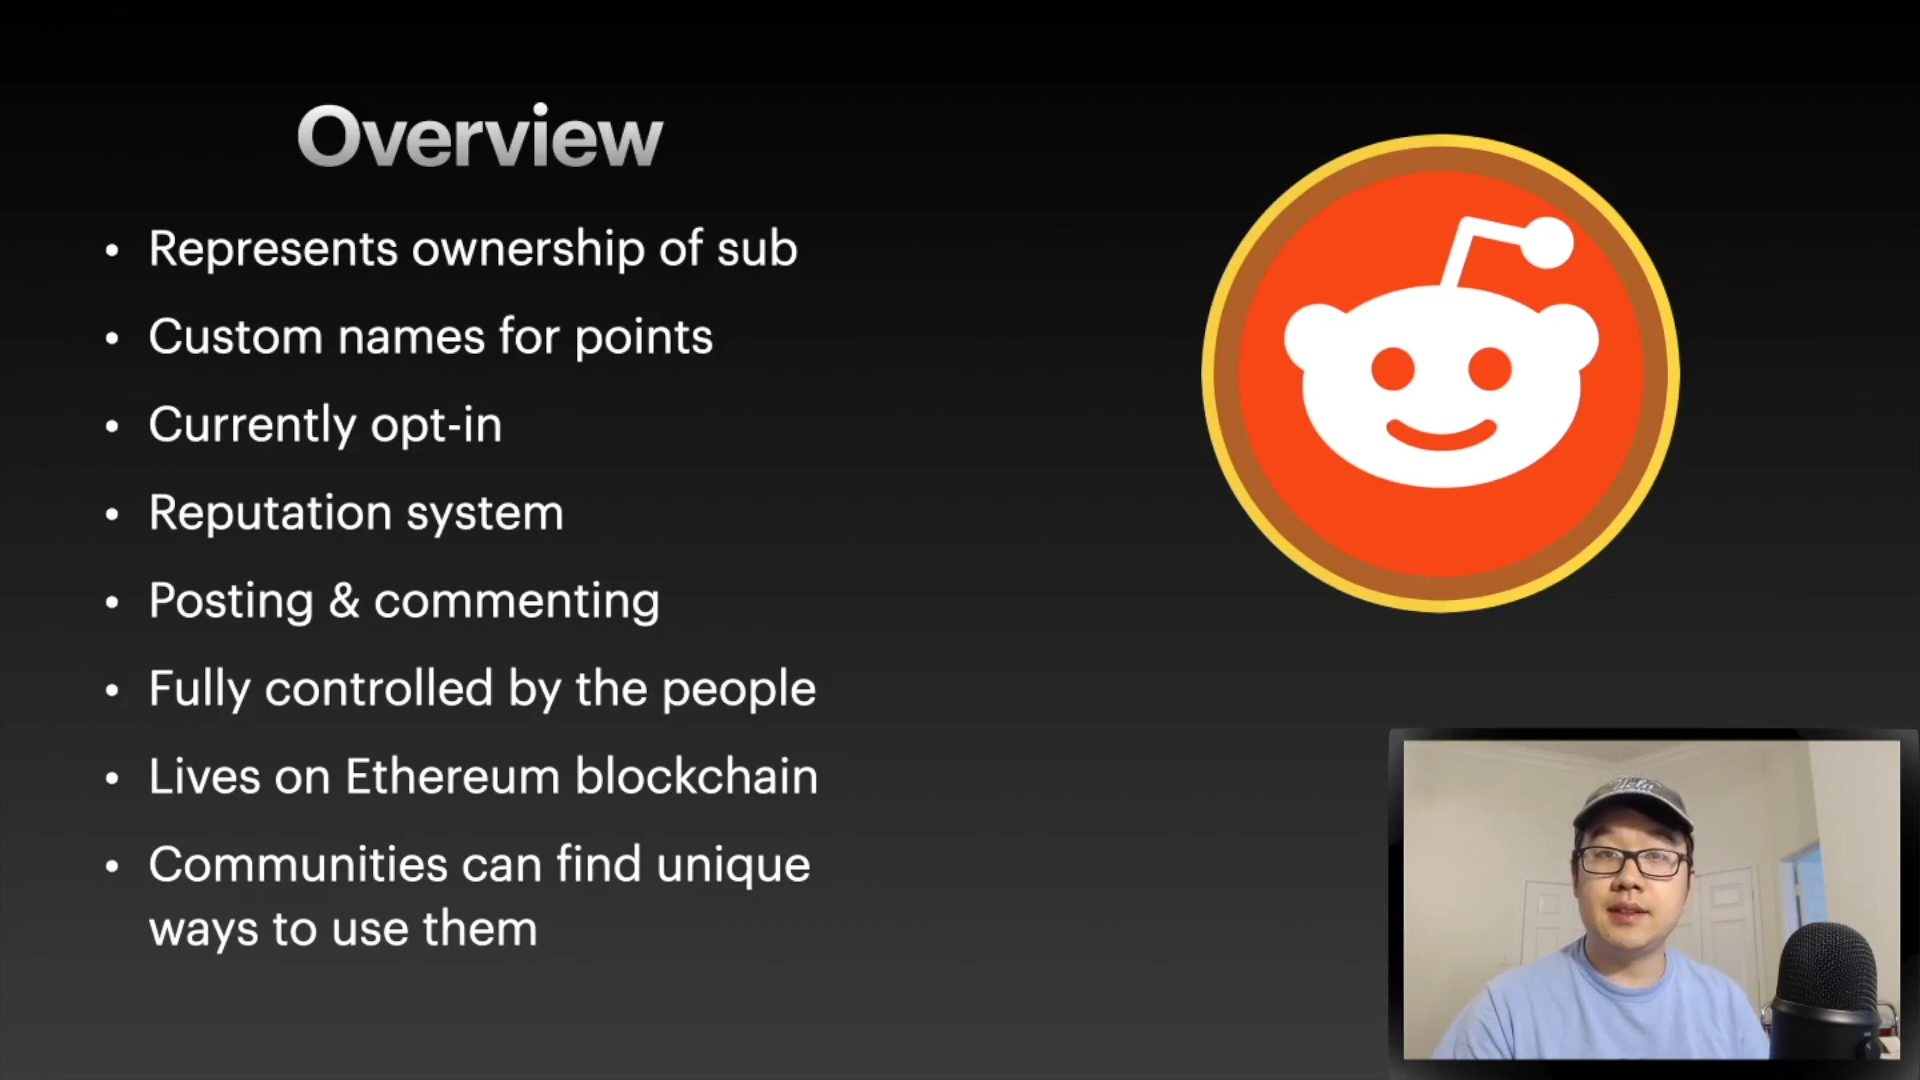 Overview
• Represents ownership of sub
• Custom names for points
• Currently opt-in
• Reputation system
• Posting & commenting
• Fully controlled by the people
• Lives on Ethereum blockchain
• Communities can find unique
ways to use them